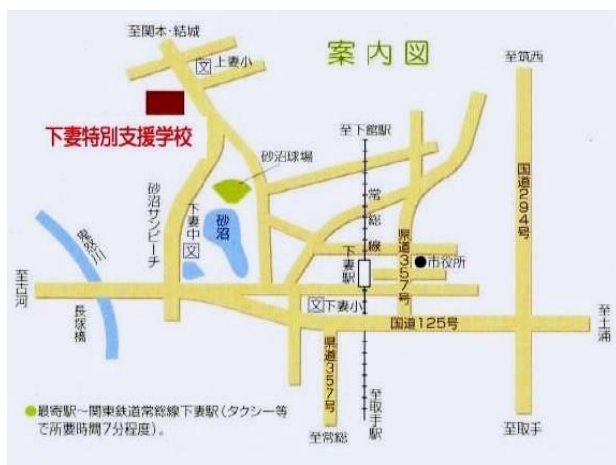 案内図
至関本・結城
文 上妻小
至筑西
下妻特別支援学校
至下館駅
砂沼球場
国道294号
常総線
砂沼サンビーチ
下妻中
文
砂沼
鬼怒川
下妻駅
県道357号
市役所
至古河
長塚橋
文 下妻小
国道125号
至土浦
県道357号
至取手駅
至常総
至取手
●最寄駅～関東鉄道常総線下妻駅(タクシー等
で所要時間7分程度)。